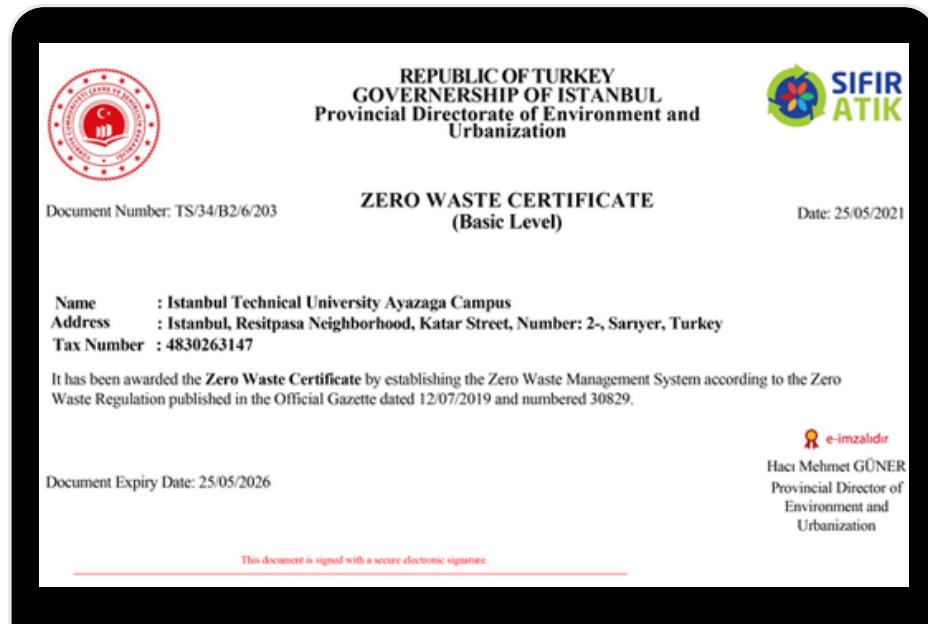 REPUBLIC OF TURKEY
GOVERNERSHIP OF ISTANBUL
Provincial Directorate of Environment and
Urbanization
SIFIR
ATIK
Document Number: TS/34/B2/6/203
ZERO WASTE CERTIFICATE
(Basic Level)
Date: 25/05/2021
Name : Istanbul Technical University Ayazaga Campus
Address : Istanbul, Resitpasa Neighborhood, Katar Street, Number: 2-, Sarıyer, Turkey
Tax Number : 4830263147
It has been awarded the Zero Waste Certificate by establishing the Zero Waste Management System according to the Zero
Waste Regulation published in the Official Gazette dated 12/07/2019 and numbered 30829.
e-imzalıdır
Hacı Mehmet GÜNER
Provincial Director of
Environment and
Urbanization
Document Expiry Date: 25/05/2026
This document is signed with a secure electronic signature.